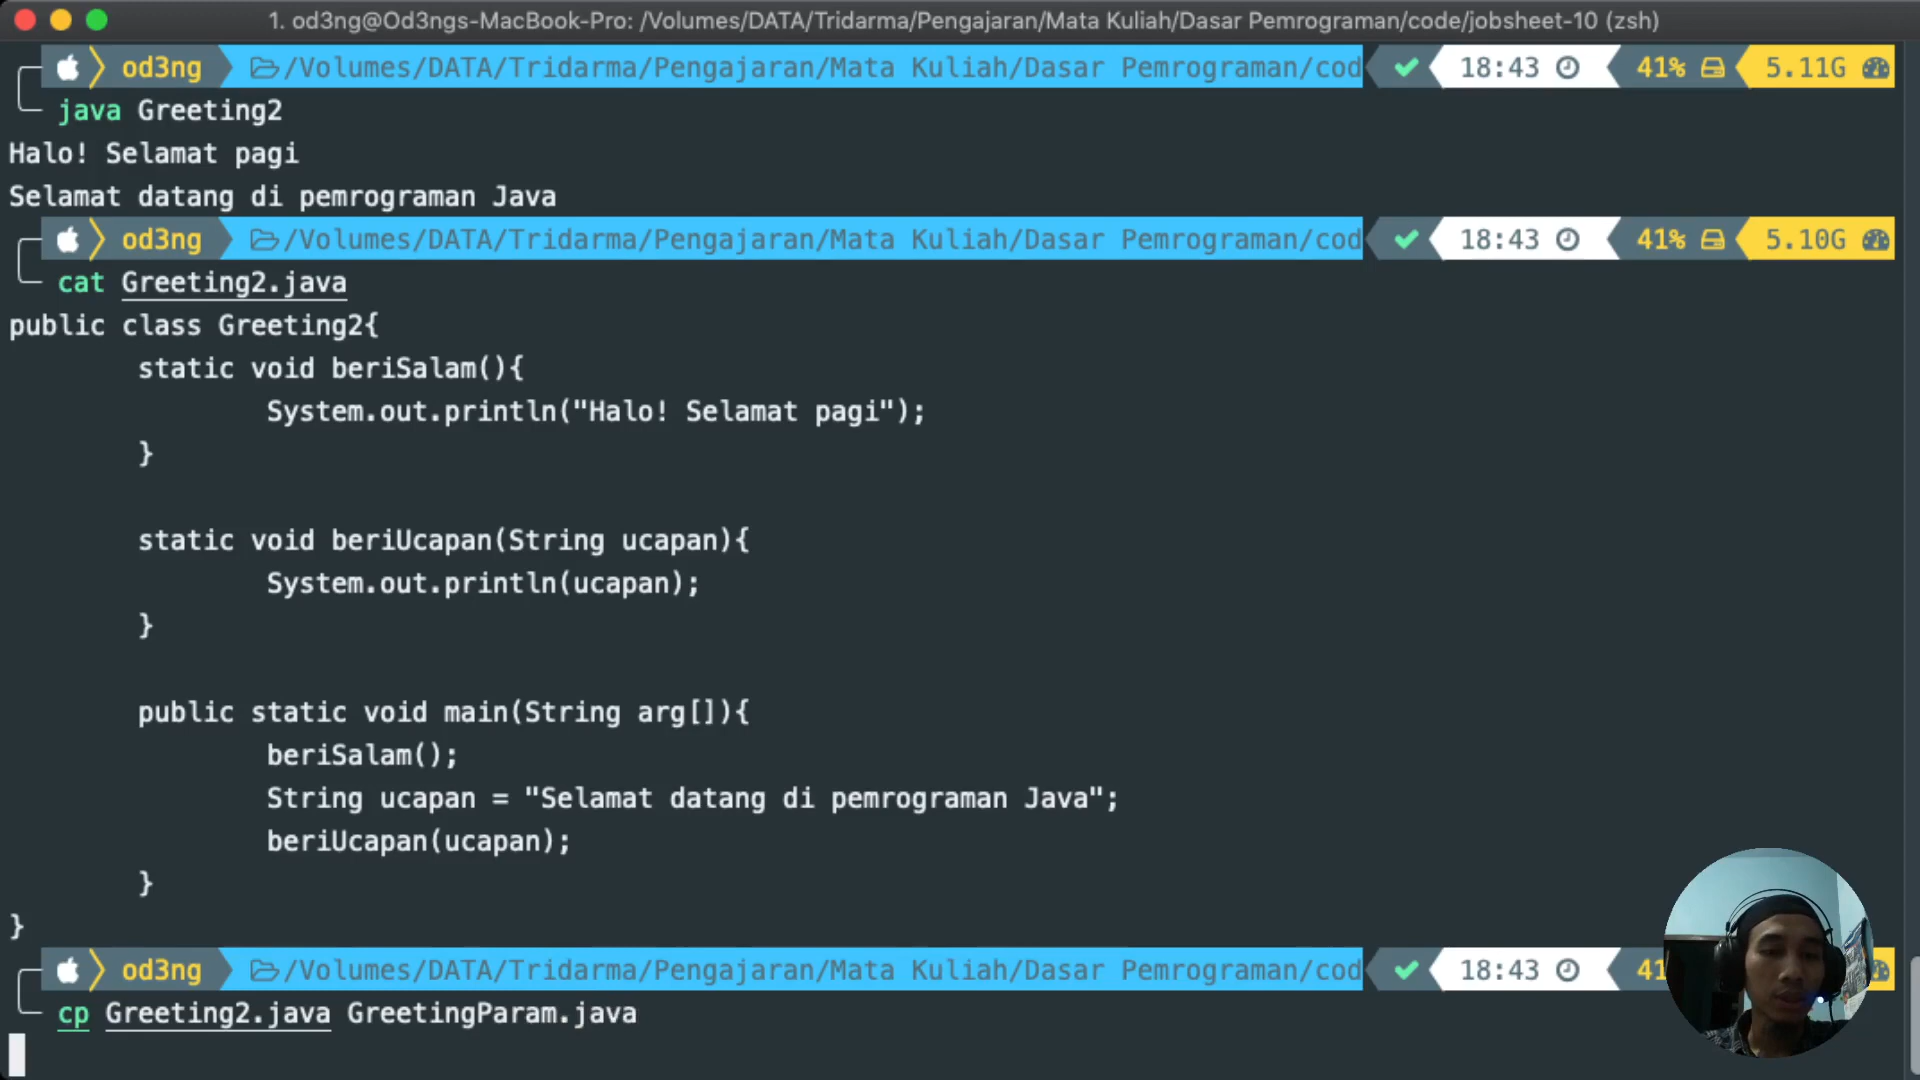 1. od3ng@Od3ngs-MacBook-Pro: /Volumes/DATA/Tridarma/Pengajaran/Mata Kuliah/Dasar Pemrograman/code/jobsheet-10 (zsh)
od3ng /Volumes/DATA/Tridarma/Pengajaran/Mata Kuliah/Dasar Pemrograman/cod 18:43 41% 5.11G
java Greeting2
Halo! Selamat pagi
Selamat datang di pemrograman Java
od3ng /Volumes/DATA/Tridarma/Pengajaran/Mata Kuliah/Dasar Pemrograman/cod 18:43 41% 5.10G
cat Greeting2.java
public class Greeting2{
static void beriSalam(){
System.out.println("Halo! Selamat pagi");
}
static void beriUcapan(String ucapan){
System.out.println(ucapan);
}
public static void main(String arg[]){
beriSalam();
String ucapan = "Selamat datang di pemrograman Java";
beriUcapan(ucapan);
}
}
od3ng /Volumes/DATA/Tridarma/Pengajaran/Mata Kuliah/Dasar Pemrograman/cod 18:43 41
cp Greeting2.java GreetingParam.java